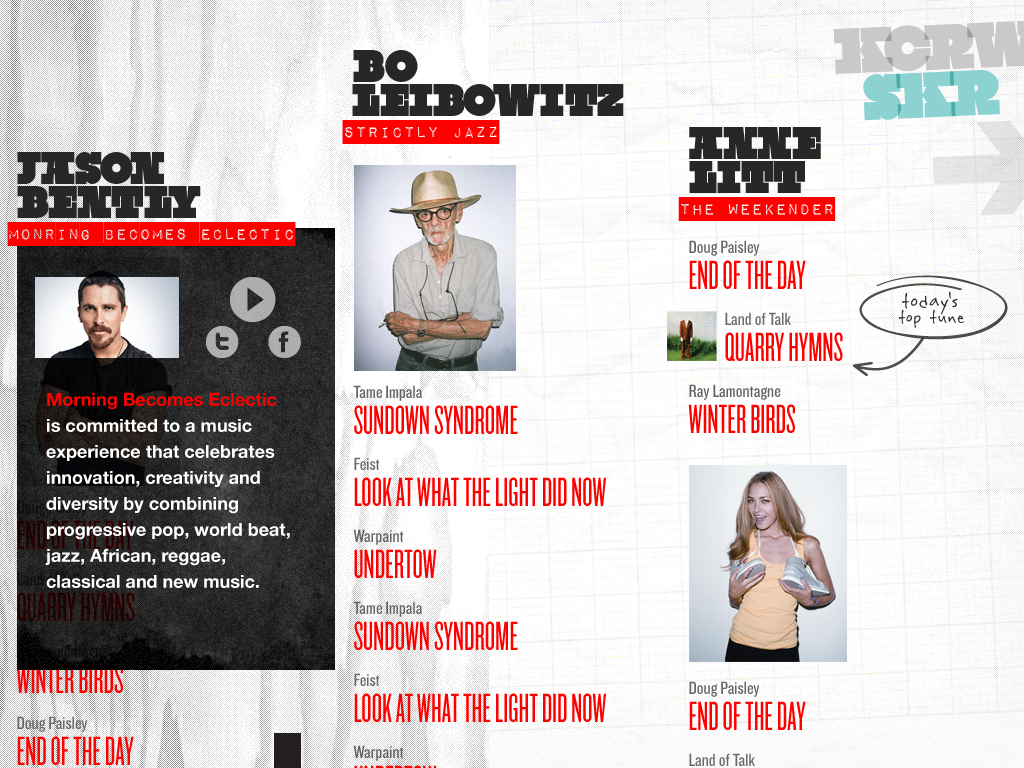 KCRW
SKR
JASON
BENTLY
MONRING BECOMES ECLECTIC
Morning Becomes Eclectic
is committed to a music
experience that celebrates
innovation, creativity and
diversity by combining
progressive pop, world beat,
jazz, African, reggae,
classical and new music.
END OF THE DAY
QUARRY HYMNS
WINTER BIRDS
Doug Paisley
END OF THE DAY
BO
LEIBOWITZ
STRICTLY JAZZ
Tame Impala
SUNDOWN SYNDROME
Feist
LOOK AT WHAT THE LIGHT DID NOW
Warpaint
UNDERTOW
Tame Impala
SUNDOWN SYNDROME
Feist
LOOK AT WHAT THE LIGHT DID NOW
Warpaint
UNDERTOW
ANNE
LITT
THE WEEKENDER
Doug Paisley
END OF THE DAY
Land of Talk
QUARRY HYMNS
today's
top tune
Ray Lamontagne
WINTER BIRDS
Doug Paisley
END OF THE DAY
Land of Talk